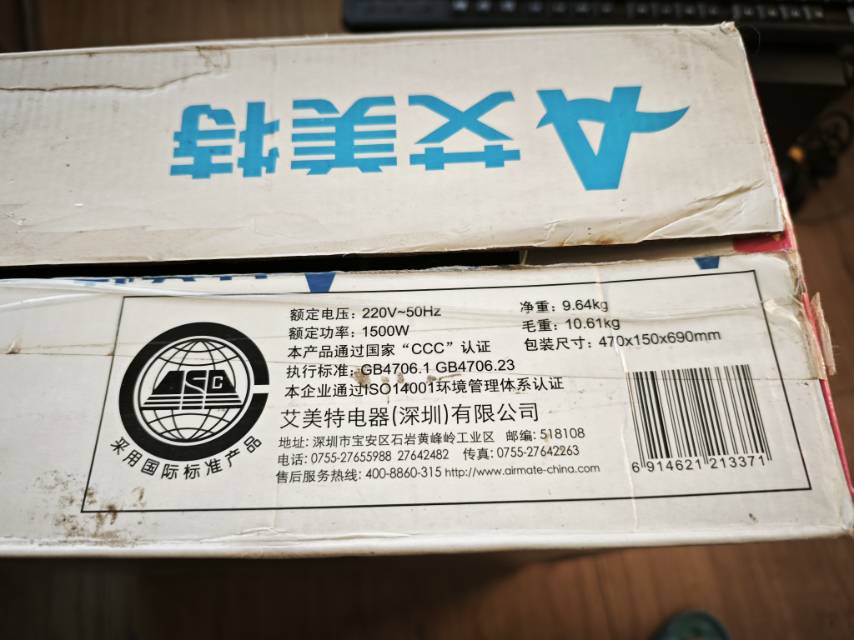 艾美特
额定电压: 220V~50Hz
额定功率: 1500W
本产品通过国家“CCC”认证
执行标准: GB4706.1 GB4706.23
本企业通过ISO14001环境管理体系认证
净重: 9.64kg
毛重: 10.61kg
包装尺寸: 470x150x690mm
艾美特电器(深圳)有限公司
地址: 深圳市宝安区石岩黄峰岭工业区 邮编: 518108
电话: 0755-27655988 27642482 传真: 0755-27642263
售后服务热线: 400-8860-315 http://www.airmate-china.com
采用国际标准产品
6 914621 213371